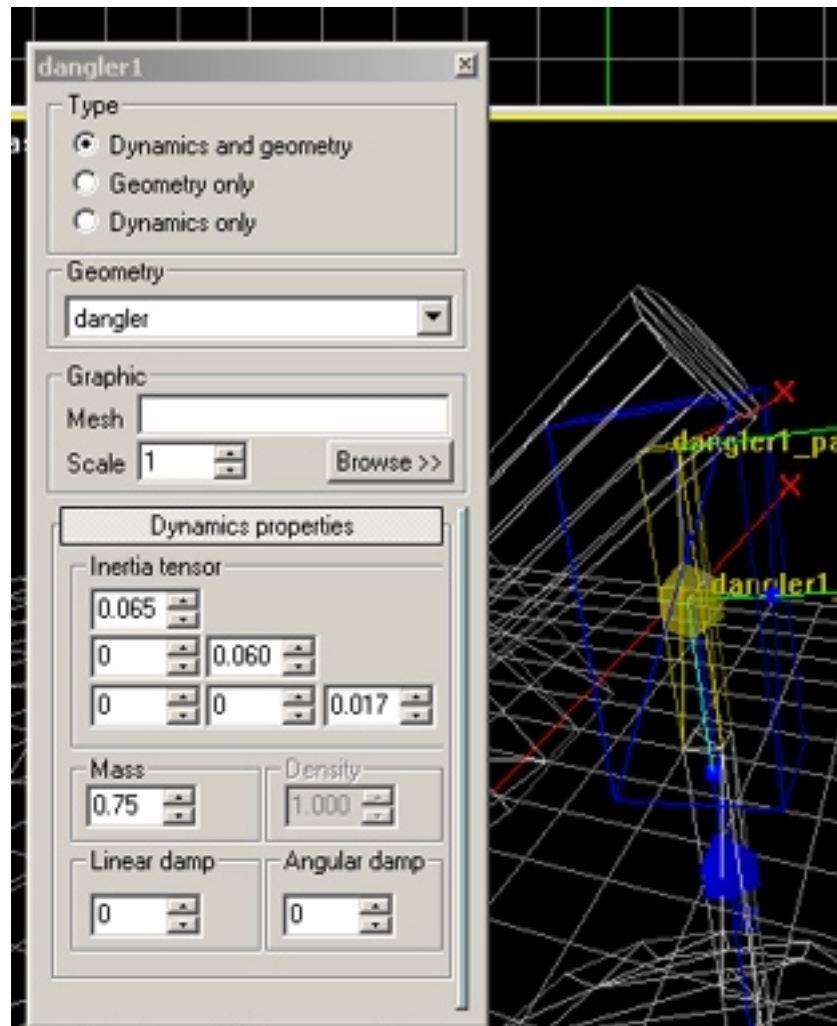 dangler1
Type
Dynamics and geometry
Geometry only
Dynamics only
Geometry
dangler
Graphic
Mesh
Scale 1 Browse >>
Dynamics properties
Inertia tensor
0.065
0 0.060
0 0 0.017
Mass Density
0.75 1.000
Linear damp Angular damp
0 0
X
dangler1_pa
X
dangler1_